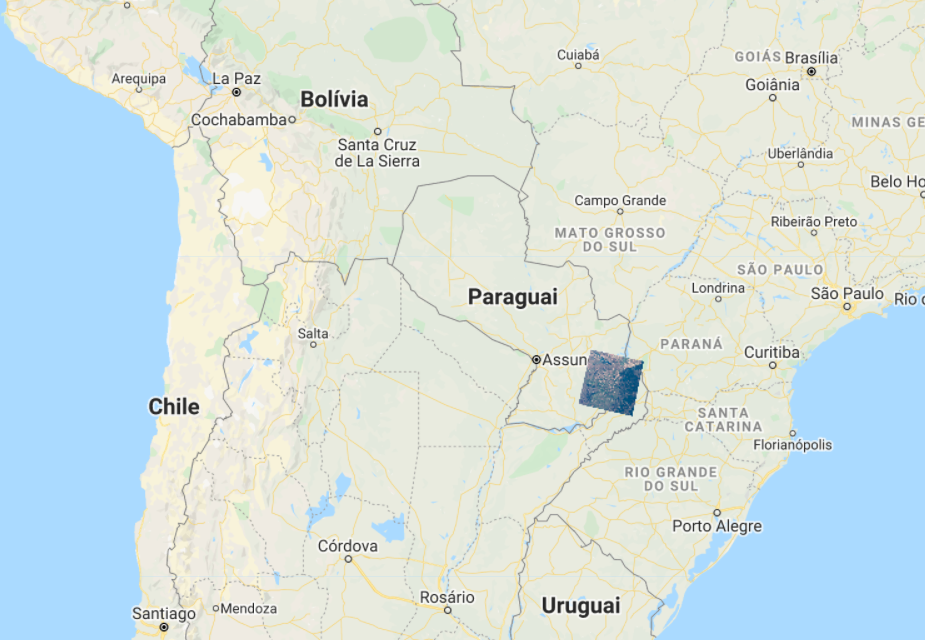 Cuiabá
GOIÁS
Brasília
Arequipa
La Paz
Goiânia
Bolívia
Cochabamba
MINAS GE
Santa Cruz
de La Sierra
Uberlândia
Belo Ho
Campo Grande
Ribeirão Preto
MATO GROSSO
DO SUL
SÃO PAULO
Londrina
São Paulo
Rio d
Paraguai
Salta
PARANÁ
Curitiba
Assun
Chile
SANTA
CATARINA
Florianópolis
RIO GRANDE
DO SUL
Porto Alegre
Córdova
Rosário
Uruguai
Mendoza
Santiago